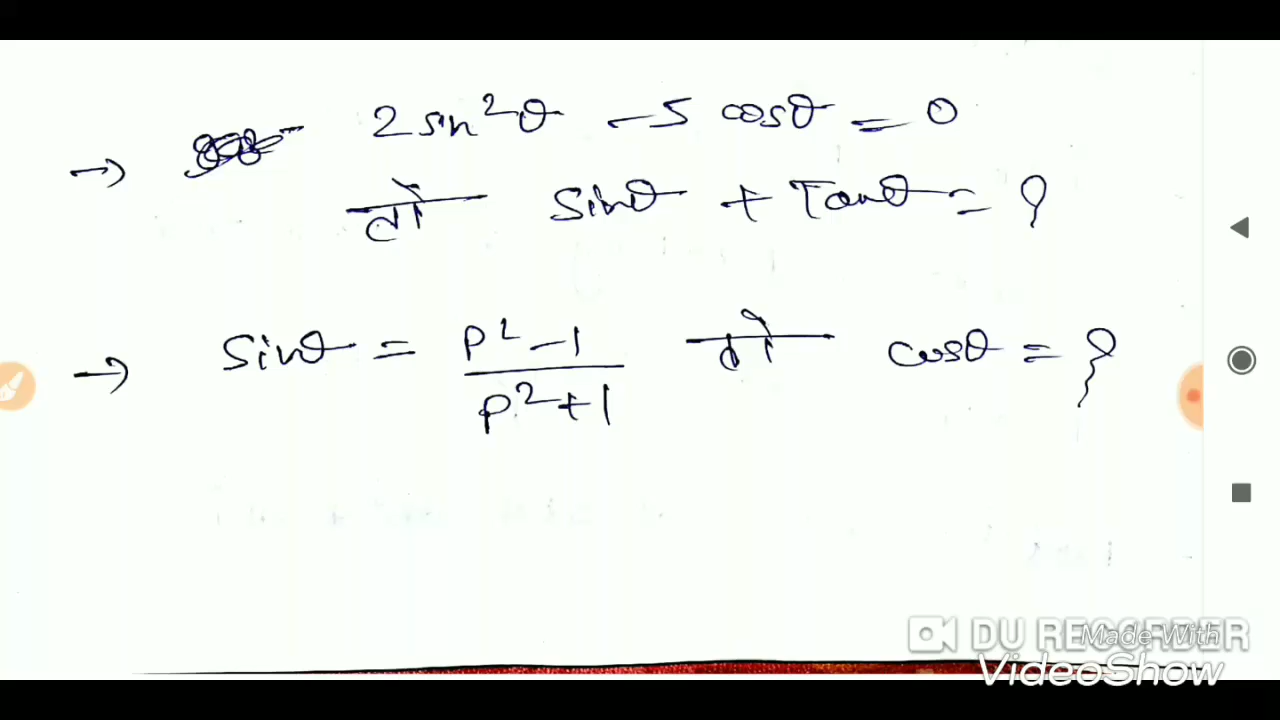 → 2 sin²θ - 5 cosθ = 0
तो Sinθ + Tanθ = ?
→ Sinθ = P² - 1 / P² + 1 तो cosθ = ?
DU RECORDER
Made With
VideoShow